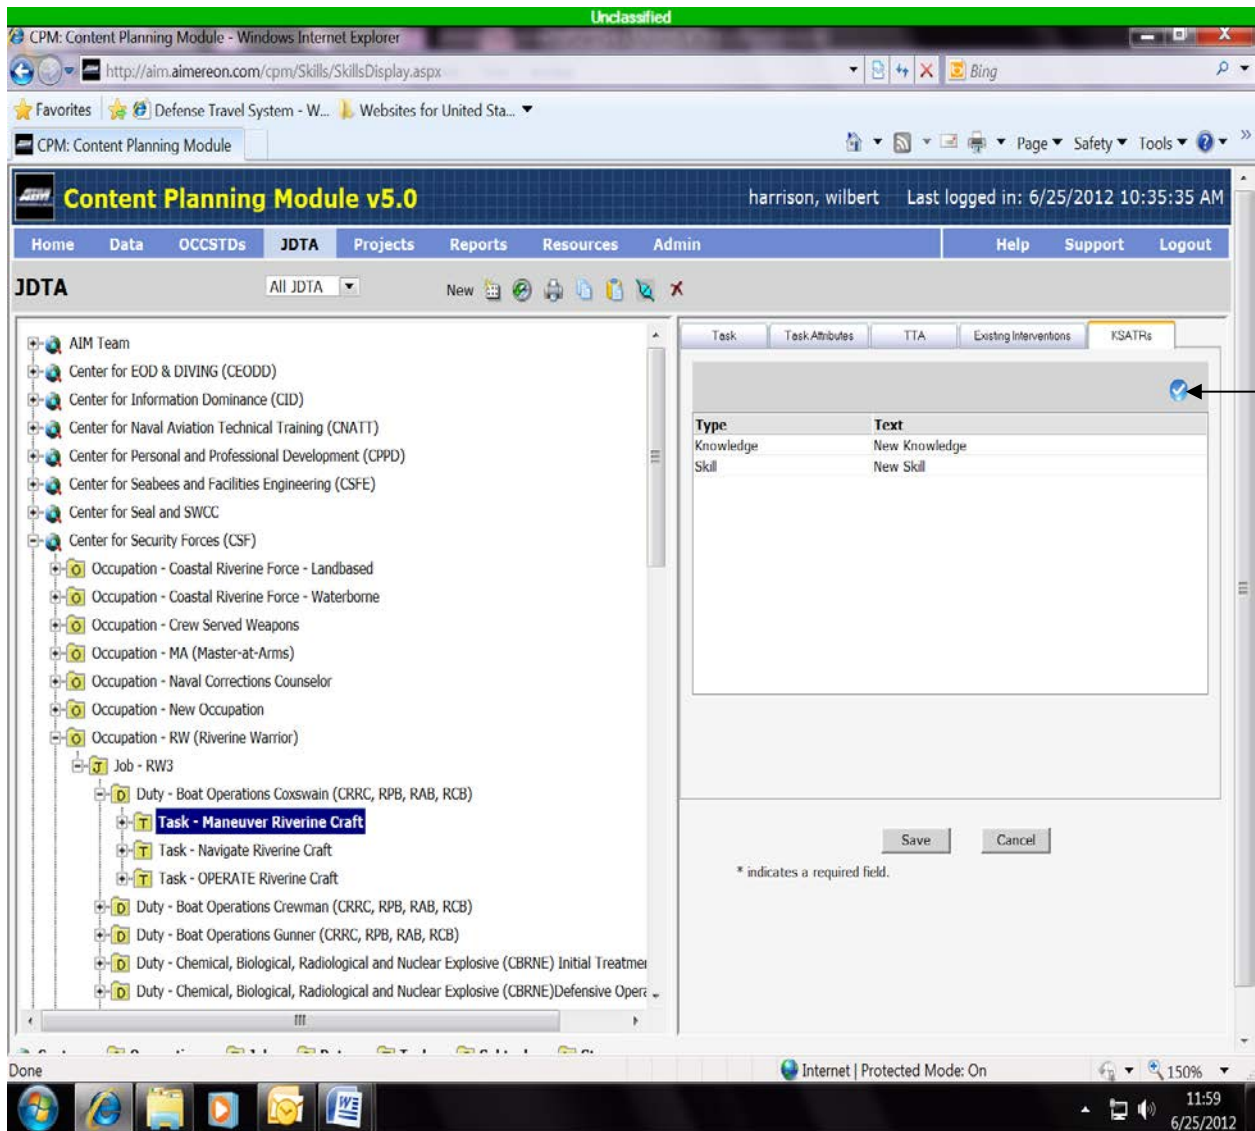 Unclassified
CPM: Content Planning Module - Windows Internet Explorer
http://aim.aimereon.com/cpm/Skills/SkillsDisplay.aspx
Bing
Favorites Defense Travel System - W... Websites for United Sta...
CPM: Content Planning Module
Page Safety Tools
Content Planning Module v5.0 harrison, wilbert Last logged in: 6/25/2012 10:35:35 AM
Home Data OCCSTDs JDTA Projects Reports Resources Admin Help Support Logout
JDTA All JDTA New
AIM Team
Center for EOD & DIVING (CEODD)
Center for Information Dominance (CID)
Center for Naval Aviation Technical Training (CNATT)
Center for Personal and Professional Development (CPPD)
Center for Seabees and Facilities Engineering (CSFE)
Center for Seal and SWCC
Center for Security Forces (CSF)
O Occupation - Coastal Riverine Force - Landbased
O Occupation - Coastal Riverine Force - Waterborne
O Occupation - Crew Served Weapons
O Occupation - MA (Master-at-Arms)
O Occupation - Naval Corrections Counselor
O Occupation - New Occupation
O Occupation - RW (Riverine Warrior)
J Job - RW3
D Duty - Boat Operations Coxswain (CRRC, RPB, RAB, RCB)
T Task - Maneuver Riverine Craft
T Task - Navigate Riverine Craft
T Task - OPERATE Riverine Craft
D Duty - Boat Operations Crewman (CRRC, RPB, RAB, RCB)
D Duty - Boat Operations Gunner (CRRC, RPB, RAB, RCB)
D Duty - Chemical, Biological, Radiological and Nuclear Explosive (CBRNE) Initial Treatmen
D Duty - Chemical, Biological, Radiological and Nuclear Explosive (CBRNE)Defensive Opera
Task Task Attributes TTA Existing Interventions KSATRs
Type Text
Knowledge New Knowledge
Skill New Skill
Save Cancel
* indicates a required field.
Done Internet | Protected Mode: On 150%
11:59
6/25/2012